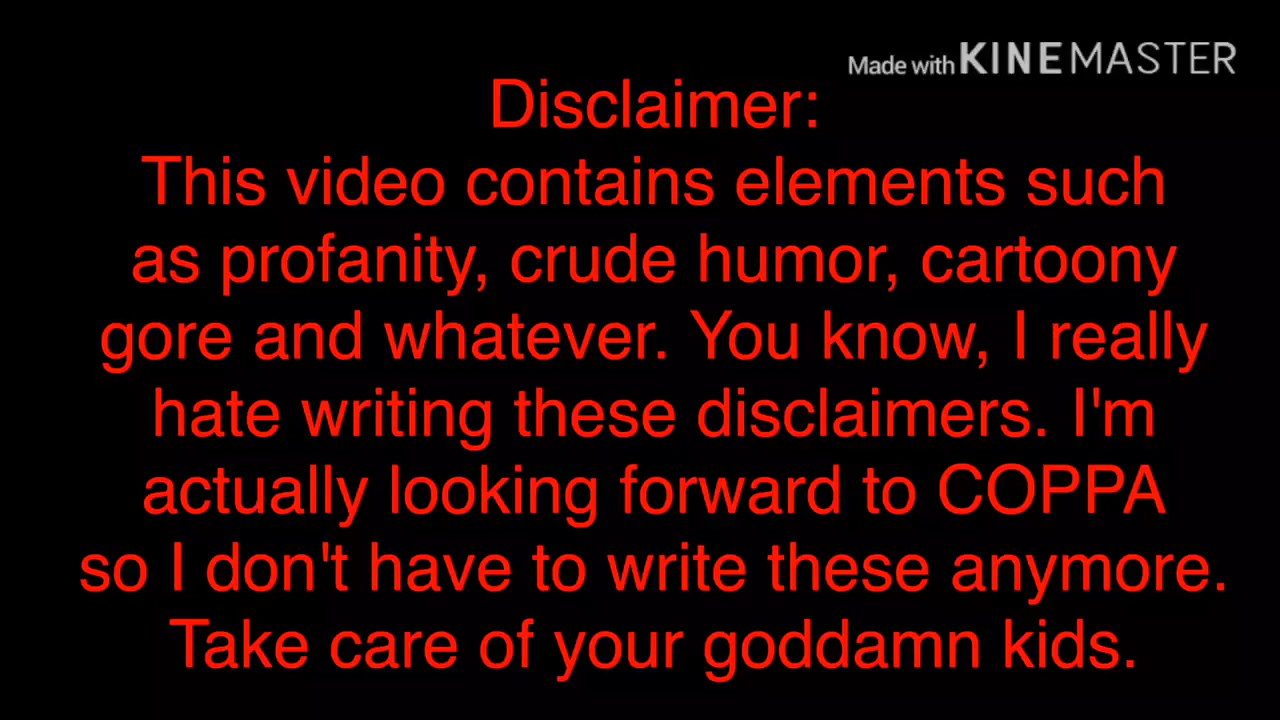 Made with KINEMASTER
Disclaimer:
This video contains elements such
as profanity, crude humor, cartoony
gore and whatever. You know, I really
hate writing these disclaimers. I'm
actually looking forward to COPPA
so I don't have to write these anymore.
Take care of your goddamn kids.